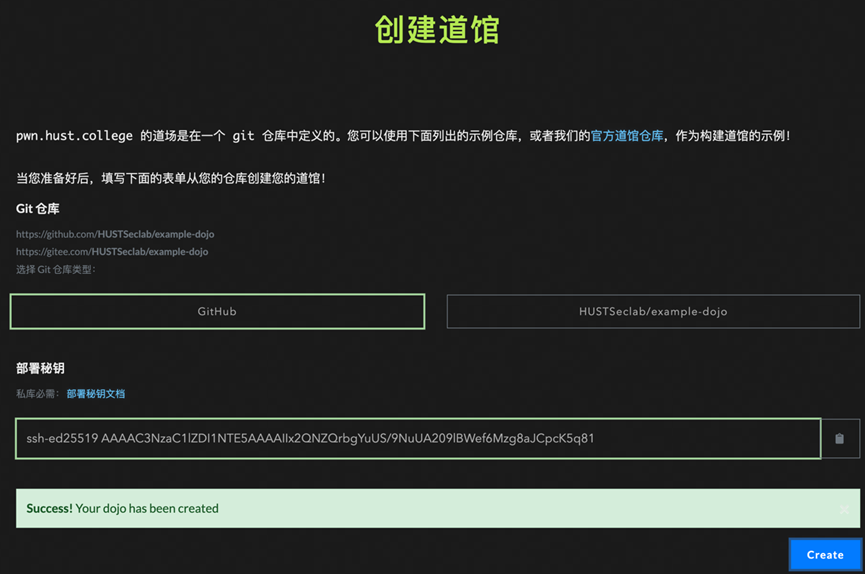 创建道馆
pwn.hust.college 的道场是在一个 git 仓库中定义的。您可以使用下面列出的示例仓库，或者我们的官方道馆仓库，作为构建道馆的示例！
当您准备好后，填写下面的表单从您的仓库创建您的道馆！
Git 仓库
https://github.com/HUSTSeclab/example-dojo
https://gitee.com/HUSTSeclab/example-dojo
选择 Git 仓库类型：
GitHub
HUSTSeclab/example-dojo
部署秘钥
私库必需： 部署秘钥文档
ssh-ed25519 AAAAC3NzaC1lZDI1NTE5AAAAIIx2QNZQrbgYuUS/9NuUA209lBWef6Mzg8aJCpcK5q81
Success! Your dojo has been created
Create